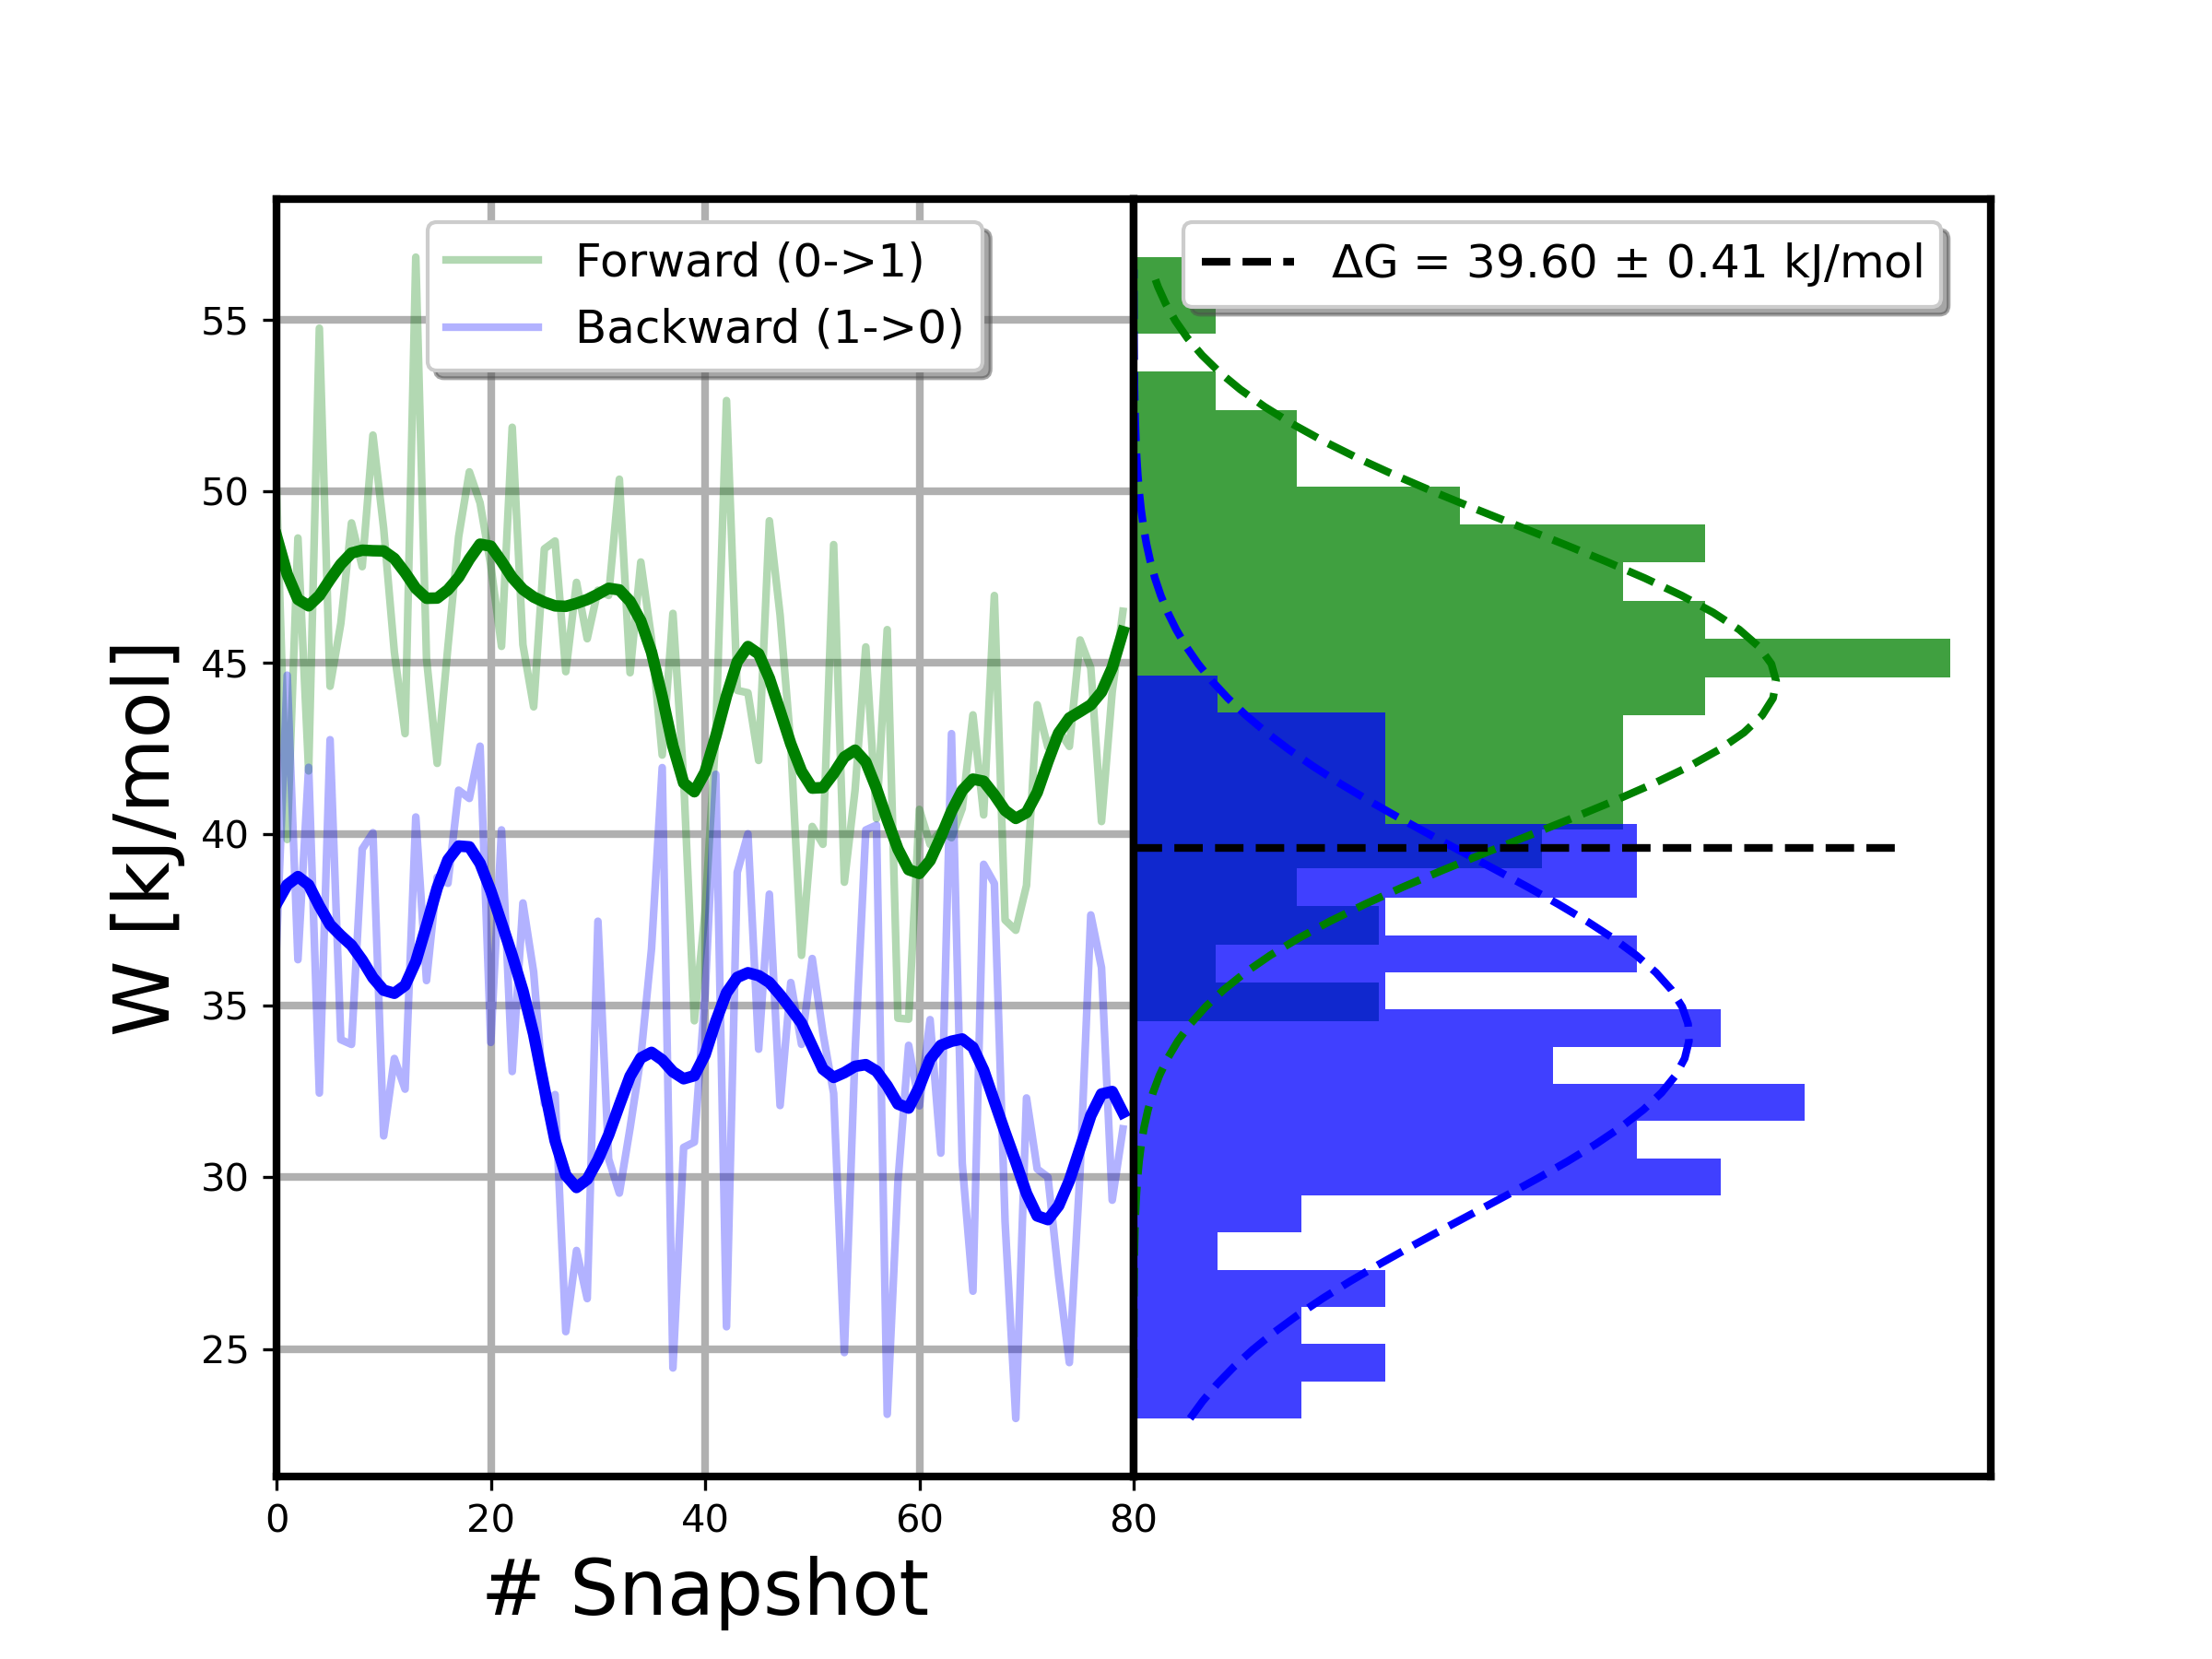 Forward (0->1)
Backward (1->0)
ΔG = 39.60 ± 0.41 kJ/mol
W [kJ/mol]
55
50
45
40
35
30
25
0 20 40 60 80
# Snapshot